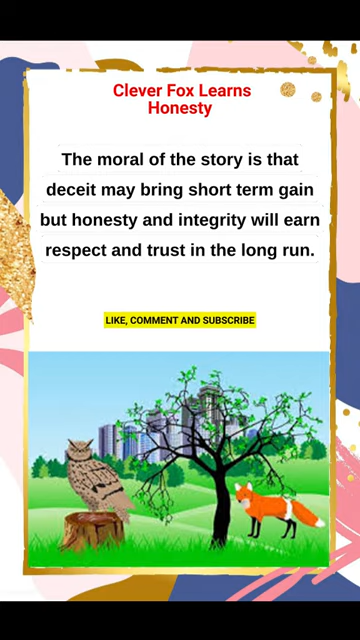 Clever Fox Learns
Honesty
The moral of the story is that
deceit may bring short term gain
but honesty and integrity will earn
respect and trust in the long run.
LIKE, COMMENT AND SUBSCRIBE